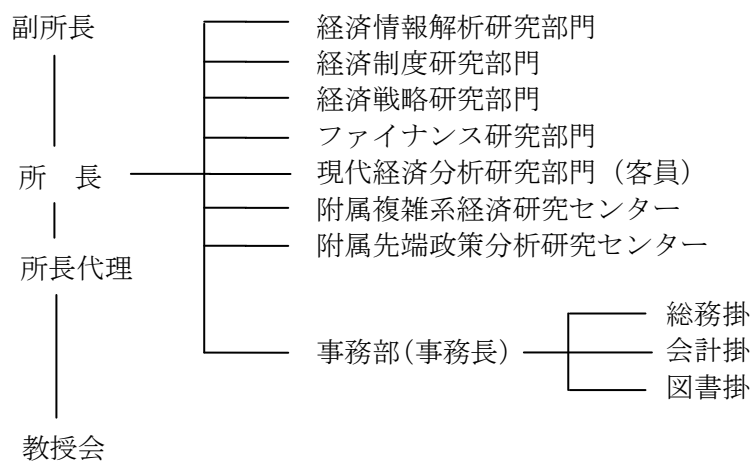 副所長
経済情報解析研究部門
経済制度研究部門
経済戦略研究部門
ファイナンス研究部門
所　長
現代経済分析研究部門（客員）
附属複雑系経済研究センター
附属先端政策分析研究センター
所長代理
総務掛
事務部(事務長)
会計掛
図書掛
教授会